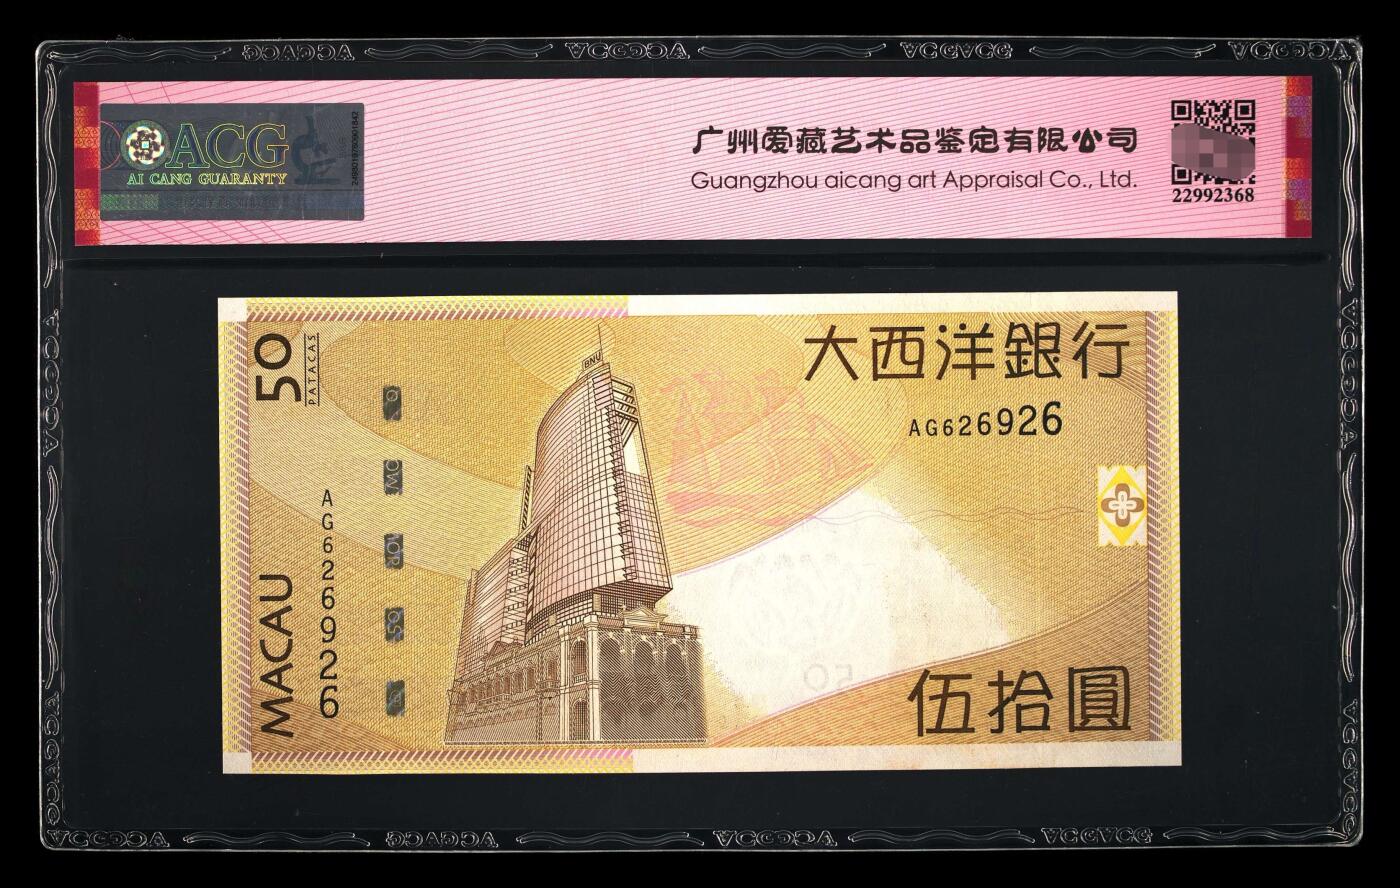 ACG
AI CANG GUARANTY
2488019760901842
广州爱藏艺术品鉴定有限公司
Guangzhou aicang art Appraisal Co., Ltd.
22992368
50
PATACAS
BNU
大西洋銀行
AG626926
AG626926
MACAU
50
伍拾圓